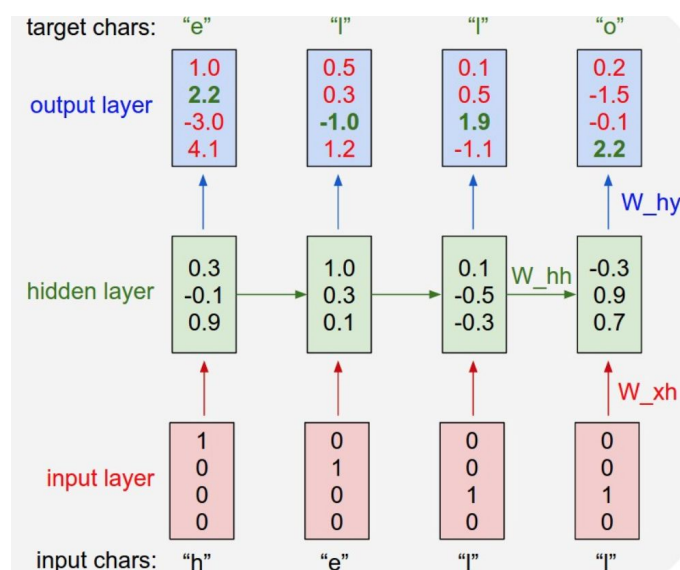 target chars: “e” “l” “l” “o”
1.0 0.5 0.1 0.2
2.2 0.3 0.5 -1.5
output layer
-3.0 -1.0 1.9 -0.1
4.1 1.2 -1.1 2.2
W_hy
0.3 1.0 0.1 -0.3
W_hh
hidden layer -0.1 0.3 -0.5 0.9
0.9 0.1 -0.3 0.7
W_xh
1 0 0 0
0 1 0 0
input layer
0 0 1 1
0 0 0 0
input chars: “h” “e” “l” “l”